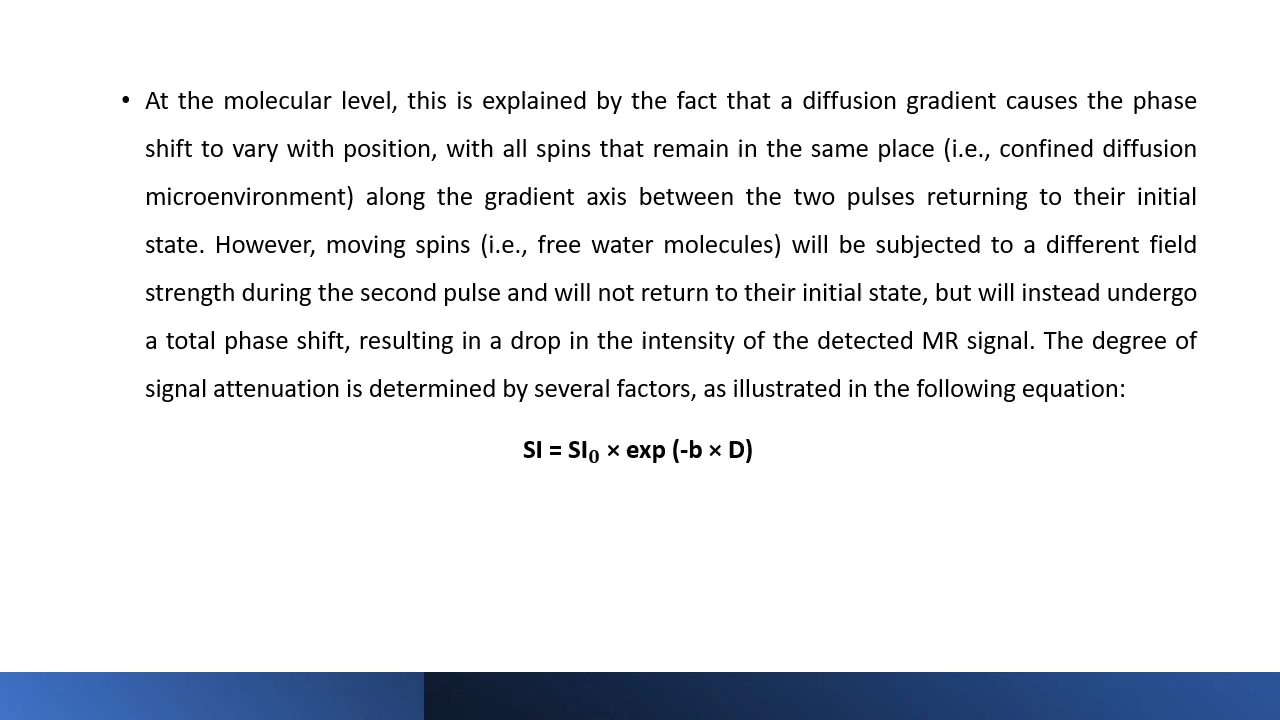 • At the molecular level, this is explained by the fact that a diffusion gradient causes the phase
shift to vary with position, with all spins that remain in the same place (i.e., confined diffusion
microenvironment) along the gradient axis between the two pulses returning to their initial
state. However, moving spins (i.e., free water molecules) will be subjected to a different field
strength during the second pulse and will not return to their initial state, but will instead undergo
a total phase shift, resulting in a drop in the intensity of the detected MR signal. The degree of
signal attenuation is determined by several factors, as illustrated in the following equation:
SI = SI₀ × exp (-b × D)